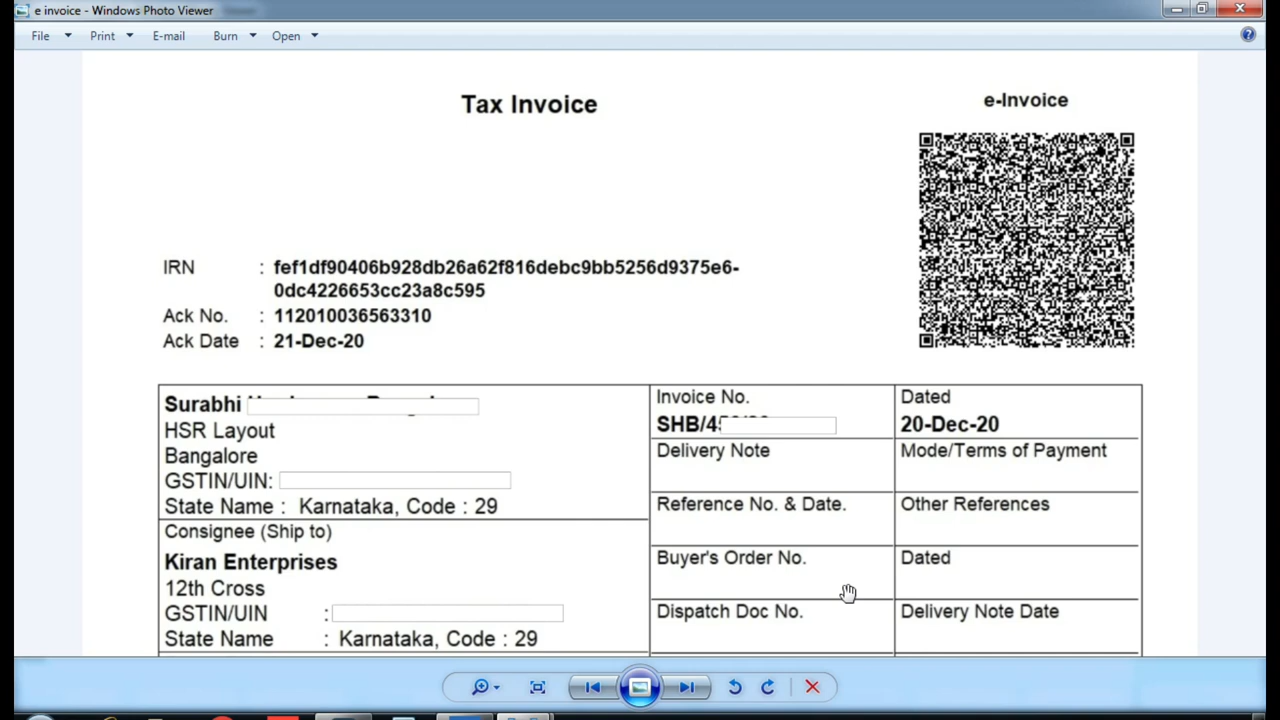 e invoice - Windows Photo Viewer
File Print E-mail Burn Open
Tax Invoice
e-Invoice
IRN : fef1df90406b928db26a62f816debc9bb5256d9375e6-
0dc4226653cc23a8c595
Ack No. : 112010036563310
Ack Date : 21-Dec-20
Surabhi
HSR Layout
Bangalore
GSTIN/UIN:
State Name : Karnataka, Code : 29
Consignee (Ship to)
Kiran Enterprises
12th Cross
GSTIN/UIN :
State Name : Karnataka, Code : 29
Invoice No.
SHB/4
Dated
20-Dec-20
Delivery Note
Mode/Terms of Payment
Reference No. & Date.
Other References
Buyer's Order No.
Dated
Dispatch Doc No.
Delivery Note Date